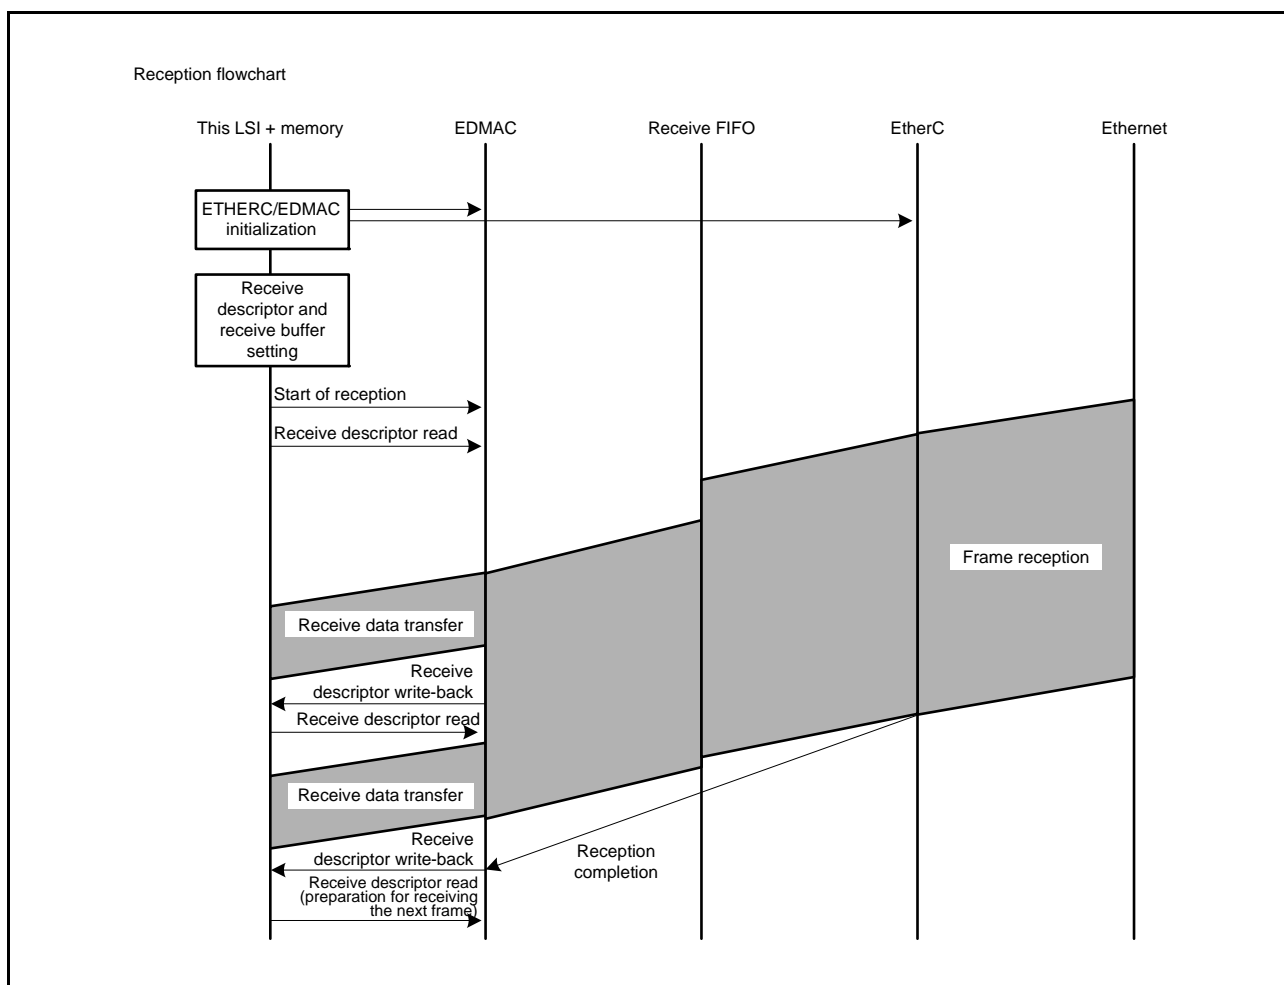 Reception flowchart
This LSI + memory
EDMAC
Receive FIFO
EtherC
Ethernet
ETHERC/EDMAC
initialization
Receive
descriptor and
receive buffer
setting
Start of reception
Receive descriptor read
Frame reception
Receive data transfer
Receive
descriptor write-back
Receive descriptor read
Receive data transfer
Receive
descriptor write-back
Reception
completion
Receive descriptor read
(preparation for receiving
the next frame)